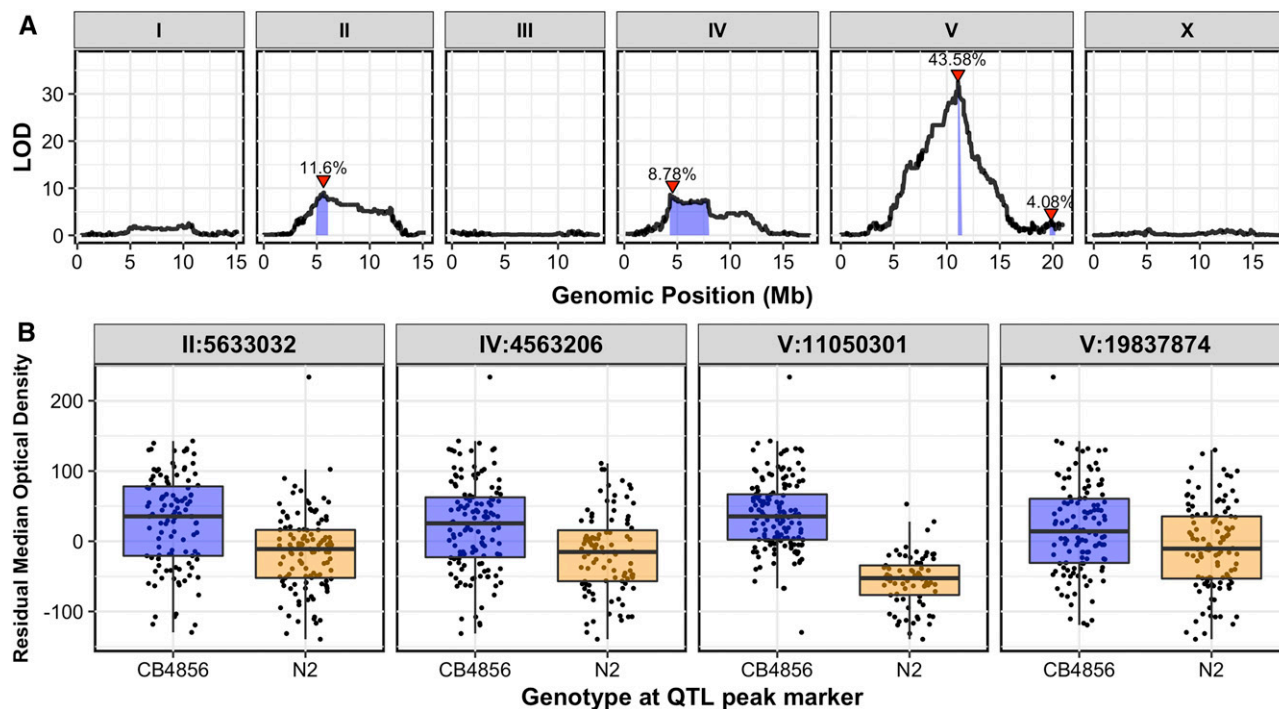 A
I II III IV V X
LOD
30
20
10
0
11.6%
8.78%
43.58%
4.08%
0 5 10 15 0 5 10 15 0 5 10 0 5 10 15 0 5 10 15 20 0 5 10 15
Genomic Position (Mb)
B
II:5633032 IV:4563206 V:11050301 V:19837874
Residual Median Optical Density
200
100
0
-100
CB4856 N2 CB4856 N2 CB4856 N2 CB4856 N2
Genotype at QTL peak marker